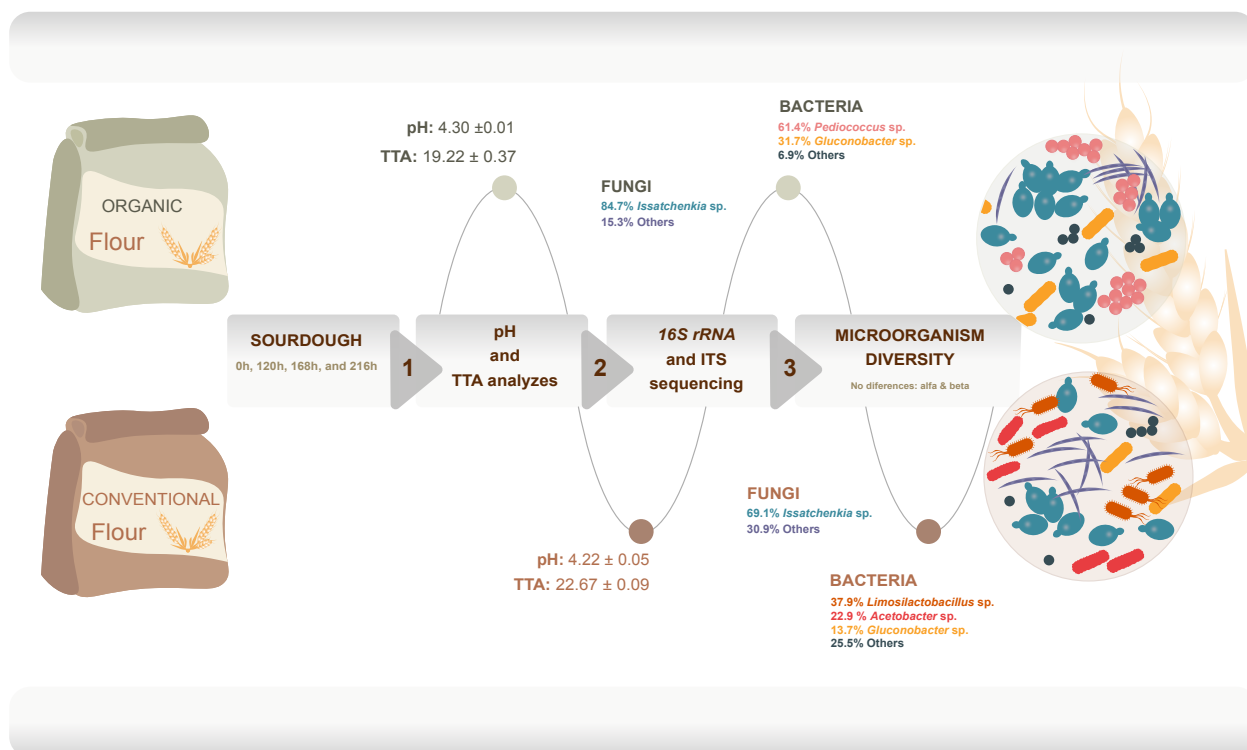 ORGANIC
Flour
pH: 4.30 ±0.01
TTA: 19.22 ± 0.37
FUNGI
84.7% Issatchenkia sp.
15.3% Others
BACTERIA
61.4% Pediococcus sp.
31.7% Gluconobacter sp.
6.9% Others
SOURDOUGH
0h, 120h, 168h, and 216h
1
pH
and
TTA analyzes
2
16S rRNA
and ITS
sequencing
3
MICROORGANISM
DIVERSITY
No diferences: alfa & beta
CONVENTIONAL
Flour
pH: 4.22 ± 0.05
TTA: 22.67 ± 0.09
FUNGI
69.1% Issatchenkia sp.
30.9% Others
BACTERIA
37.9% Limosilactobacillus sp.
22.9 % Acetobacter sp.
13.7% Gluconobacter sp.
25.5% Others